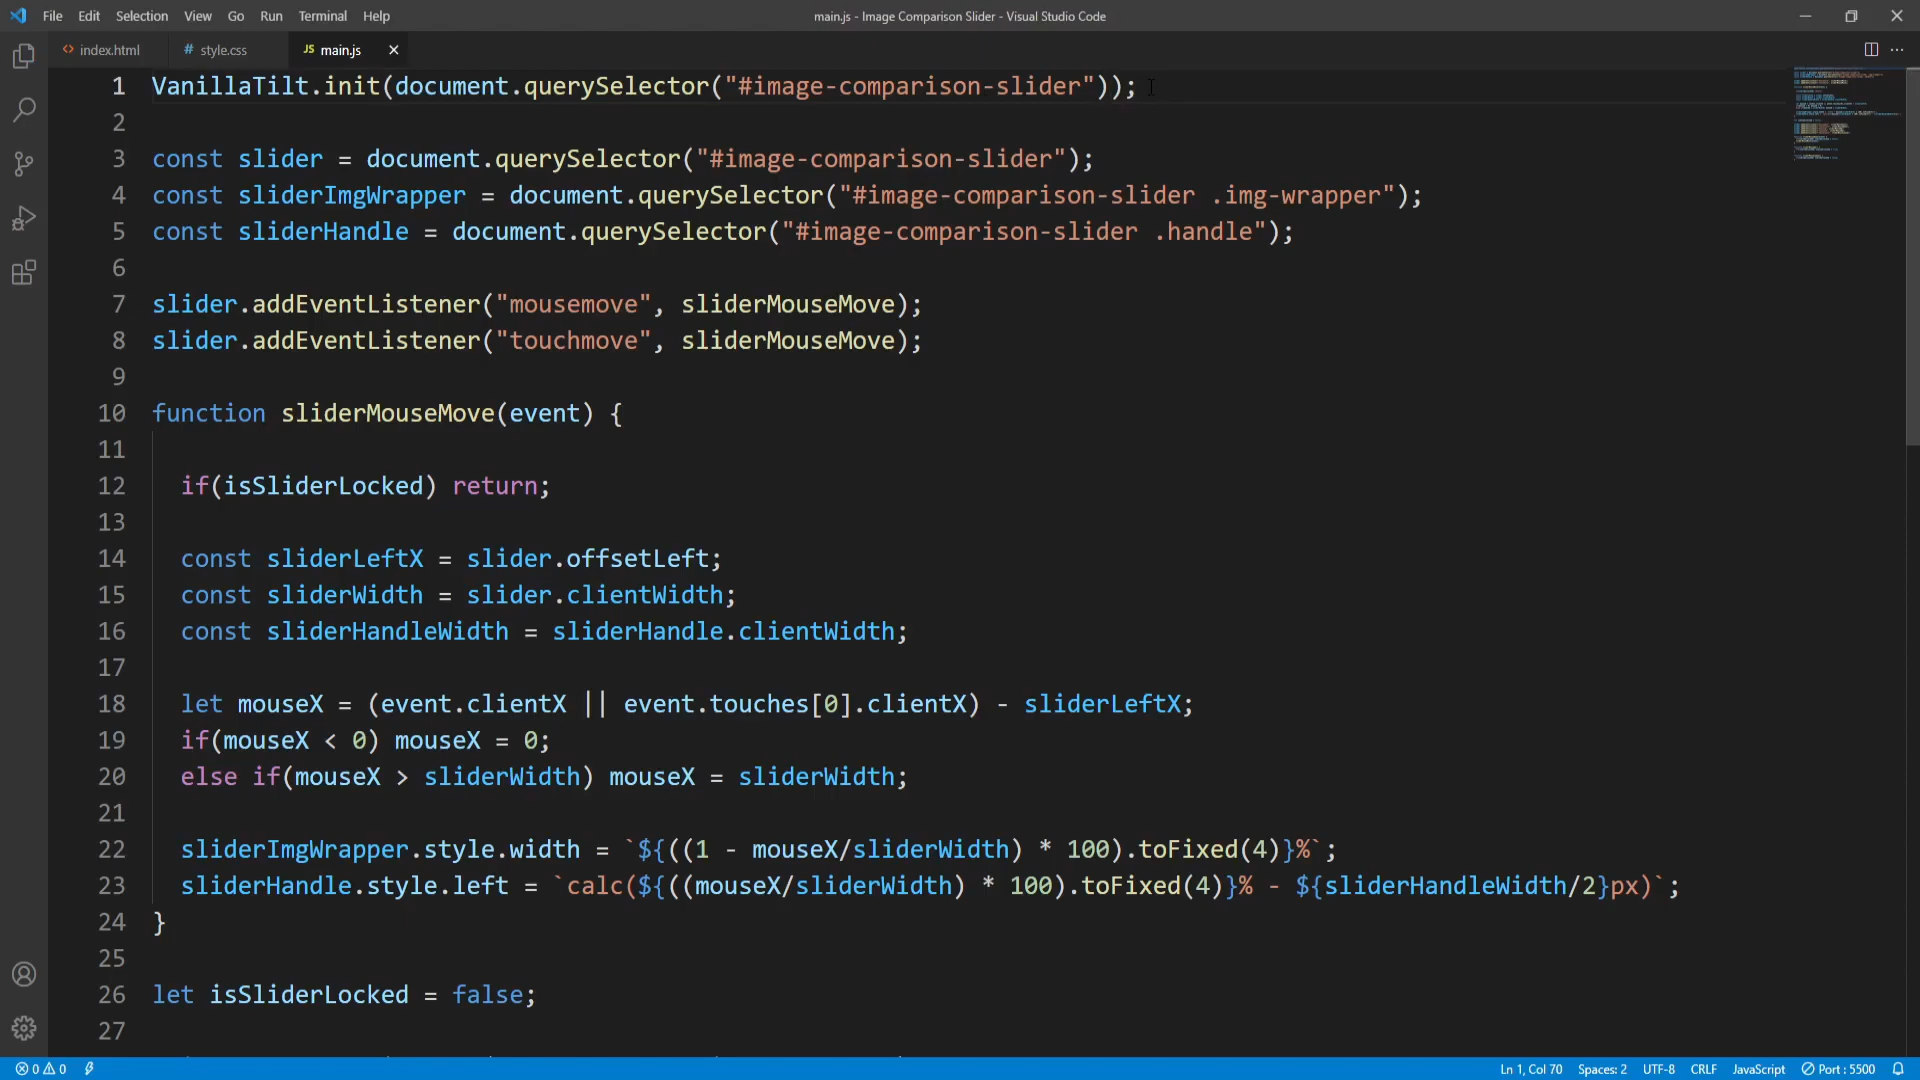 File Edit Selection View Go Run Terminal Help
main.js - Image Comparison Slider - Visual Studio Code
<> index.html
# style.css
JS main.js
1 VanillaTilt.init(document.querySelector("#image-comparison-slider"));
2
3 const slider = document.querySelector("#image-comparison-slider");
4 const sliderImgWrapper = document.querySelector("#image-comparison-slider .img-wrapper");
5 const sliderHandle = document.querySelector("#image-comparison-slider .handle");
6
7 slider.addEventListener("mousemove", sliderMouseMove);
8 slider.addEventListener("touchmove", sliderMouseMove);
9
10 function sliderMouseMove(event) {
11
12   if(isSliderLocked) return;
13
14   const sliderLeftX = slider.offsetLeft;
15   const sliderWidth = slider.clientWidth;
16   const sliderHandleWidth = sliderHandle.clientWidth;
17
18   let mouseX = (event.clientX || event.touches[0].clientX) - sliderLeftX;
19   if(mouseX < 0) mouseX = 0;
20   else if(mouseX > sliderWidth) mouseX = sliderWidth;
21
22   sliderImgWrapper.style.width = `${((1 - mouseX/sliderWidth) * 100).toFixed(4)}%`;
23   sliderHandle.style.left = `calc(${((mouseX/sliderWidth) * 100).toFixed(4)}% - ${sliderHandleWidth/2}px)`;
24 }
25
26 let isSliderLocked = false;
27
0 0
Ln 1, Col 70 Spaces: 2 UTF-8 CRLF JavaScript Port : 5500